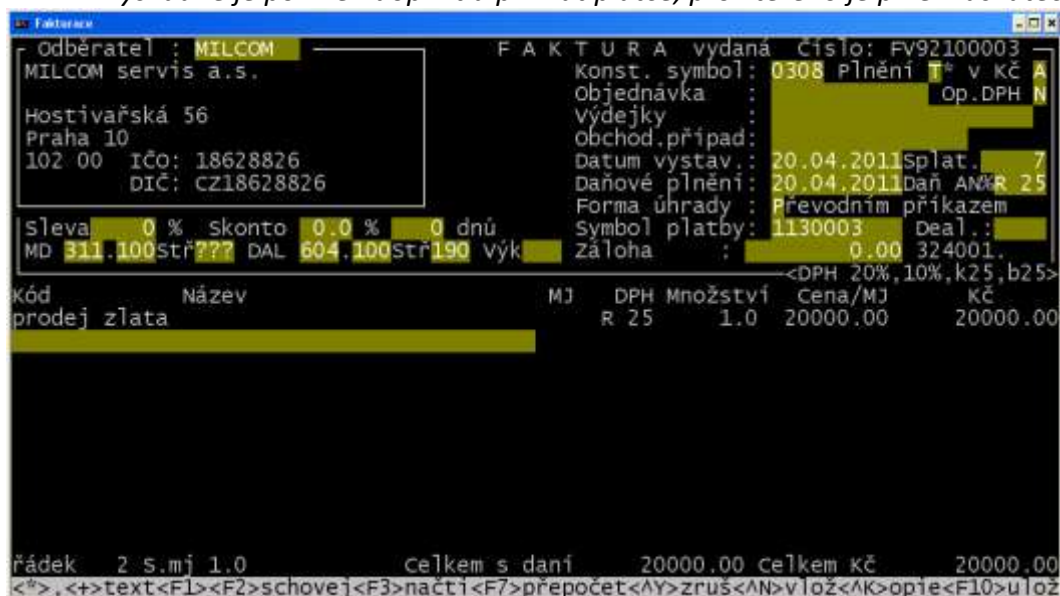 Fakturace
Odběratel : MILCOM F A K T U R A vydaná Číslo: FV92100003
MILCOM servis a.s. Konst. symbol: 0308 Plnění T* v Kč A
Objednávka : Op.DPH N
Hostivařská 56 Výdejky :
Praha 10 Obchod.případ:
102 00 IČO: 18628826 Datum vystav.: 20.04.2011 Splat. 7
DIČ: CZ18628826 Daňové plnění: 20.04.2011 Daň AN%R 25
Forma úhrady : Převodním příkazem
Sleva 0 % Skonto 0.0 % 0 dnů Symbol platby: 1130003 Deal.:
MD 311.100Stř??? DAL 604.100Stř190 Výk Záloha : 0.00 324001.
<DPH 20%,10%,k25,b25>
Kód Název MJ DPH Množství Cena/MJ Kč
prodej zlata R 25 1.0 20000.00 20000.00
řádek 2 S.mj 1.0 Celkem s daní 20000.00 Celkem Kč 20000.00
<*>,<+>text<F1><F2>schovej<F3>načti<F7>přepočet<^Y>zruš<^N>vlož<^K>opie<F10>ulož